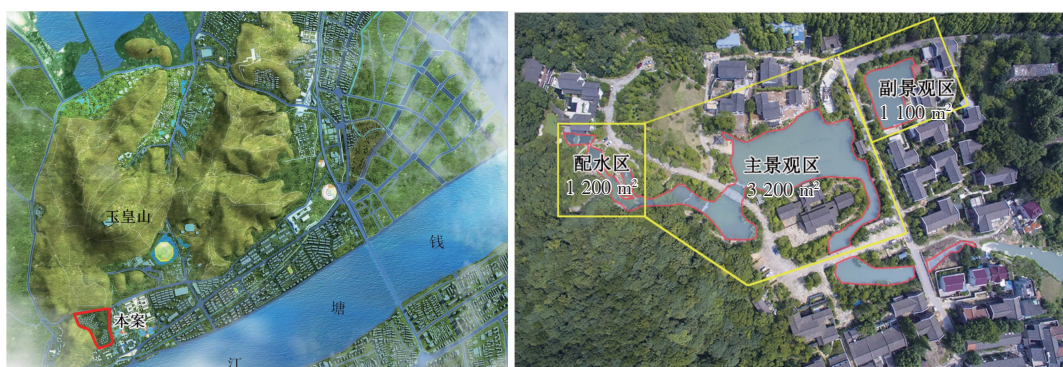 玉皇山
本案
钱
塘
江
配水区
1 200 m²
主景观区
3 200 m²
副景观区
1 100 m²